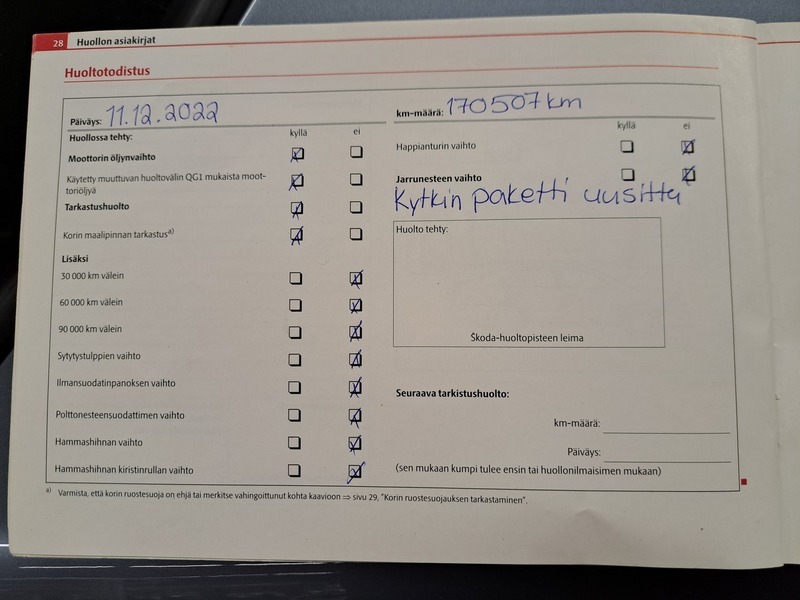 28 Huollon asiakirjat
Huoltotodistus
Päiväys: 11.12.2022
kyllä ei
Huollossa tehty:
Moottorin öljynvaihto
Käytetty muuttuvan huoltovälin QG1 mukaista moot-
toriöljyä
Tarkastushuolto
Korin maalipinnan tarkastus a)
Lisäksi
30 000 km välein
60 000 km välein
90 000 km välein
Sytytystulppien vaihto
Ilmansuodatinpanoksen vaihto
Polttonesteensuodattimen vaihto
Hammashihnan vaihto
Hammashihnan kiristinrullan vaihto
km-määrä: 170507 km
kyllä ei
Happianturin vaihto
Jarrunesteen vaihto
Kytkin paketti uusittu
Huolto tehty:
Škoda-huoltopisteen leima
Seuraava tarkistushuolto:
km-määrä:
Päiväys:
(sen mukaan kumpi tulee ensin tai huollonilmaisimen mukaan)
a) Varmista, että korin ruostesuoja on ehjä tai merkitse vahingoittunut kohta kaavioon ⇒ sivu 29, "Korin ruostesuojauksen tarkastaminen".